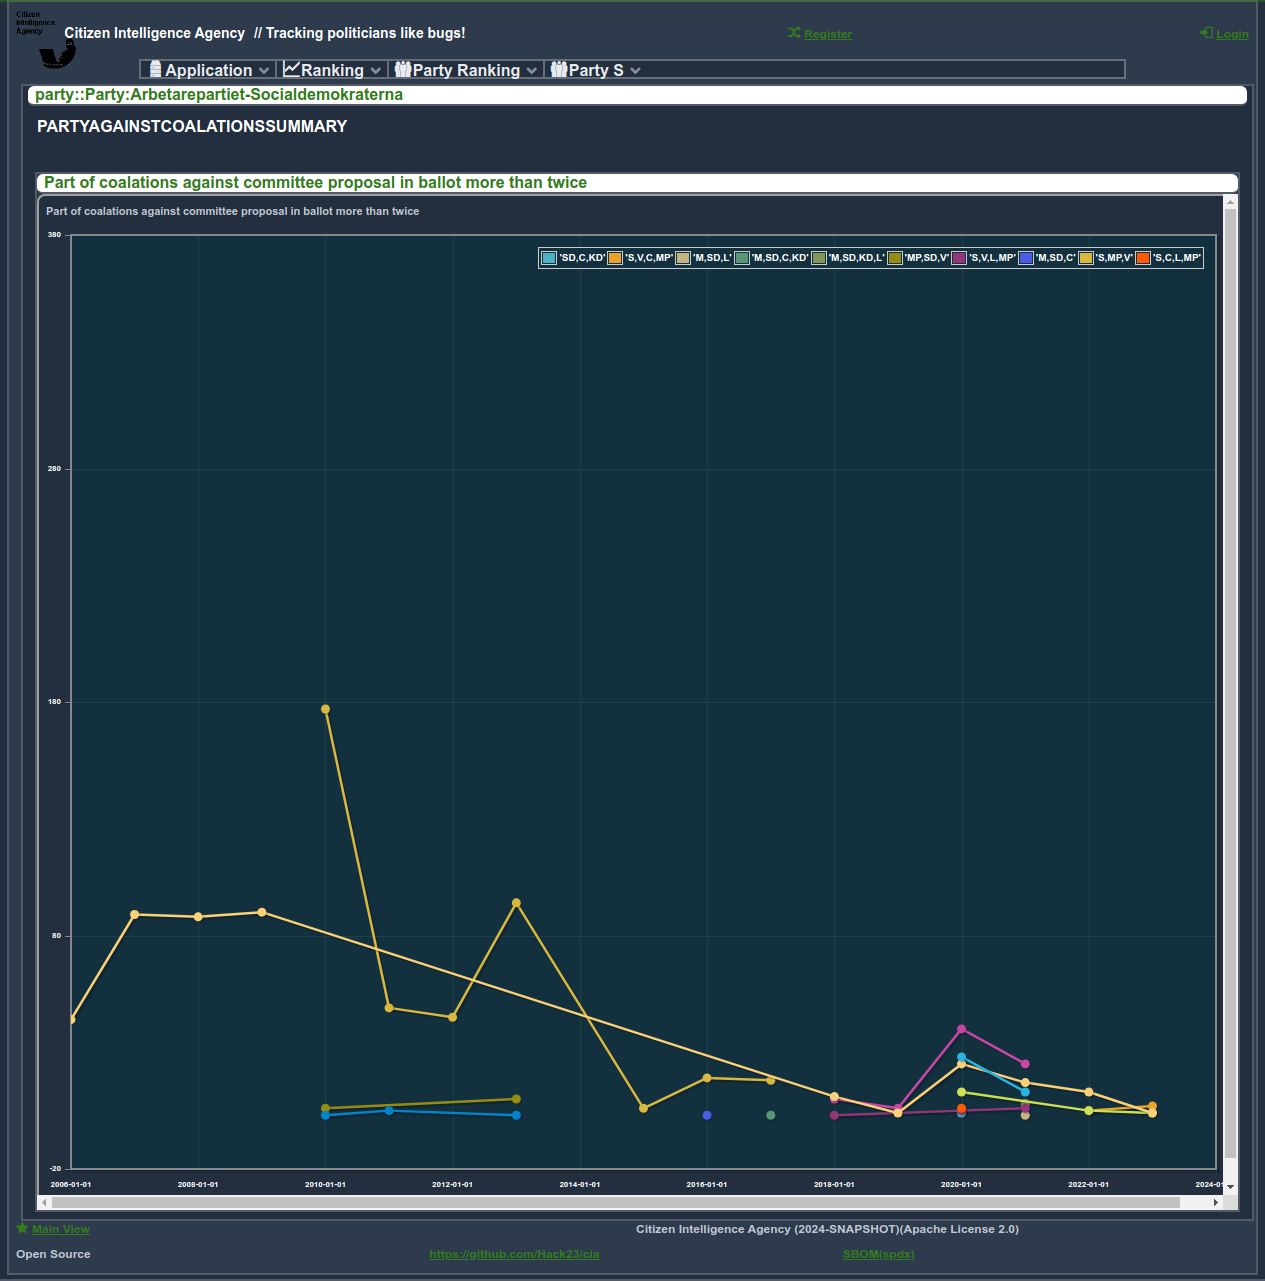 Citizen
Intelligence
Agency
Citizen Intelligence Agency // Tracking politicians like bugs!
Register
Login
Application
Ranking
Party Ranking
Party S
party::Party:Arbetarepartiet-Socialdemokraterna
PARTYAGAINSTCOALATIONSSUMMARY
Part of coalations against committee proposal in ballot more than twice
Part of coalations against committee proposal in ballot more than twice
380
'SD,C,KD' 'S,V,C,MP' 'M,SD,L' 'M,SD,C,KD' 'M,SD,KD,L' 'MP,SD,V' 'S,V,L,MP' 'M,SD,C' 'S,MP,V' 'S,C,L,MP'
280
180
80
-20
2006-01-01 2008-01-01 2010-01-01 2012-01-01 2014-01-01 2016-01-01 2018-01-01 2020-01-01 2022-01-01 2024-01
Main View
Citizen Intelligence Agency (2024-SNAPSHOT)(Apache License 2.0)
Open Source
https://github.com/Hack23/cia
SBOM(spdx)